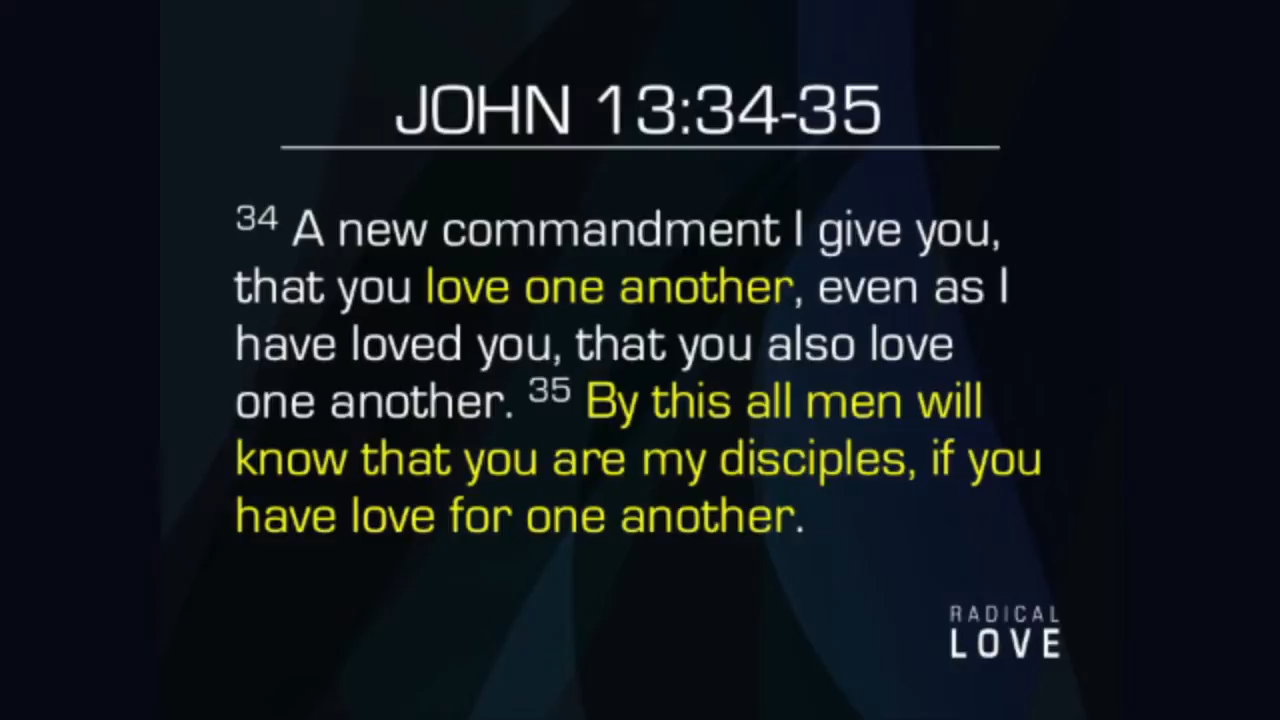 JOHN 13:34-35
34 A new commandment I give you,
that you love one another, even as I
have loved you, that you also love
one another. 35 By this all men will
know that you are my disciples, if you
have love for one another.
RADICAL
LOVE